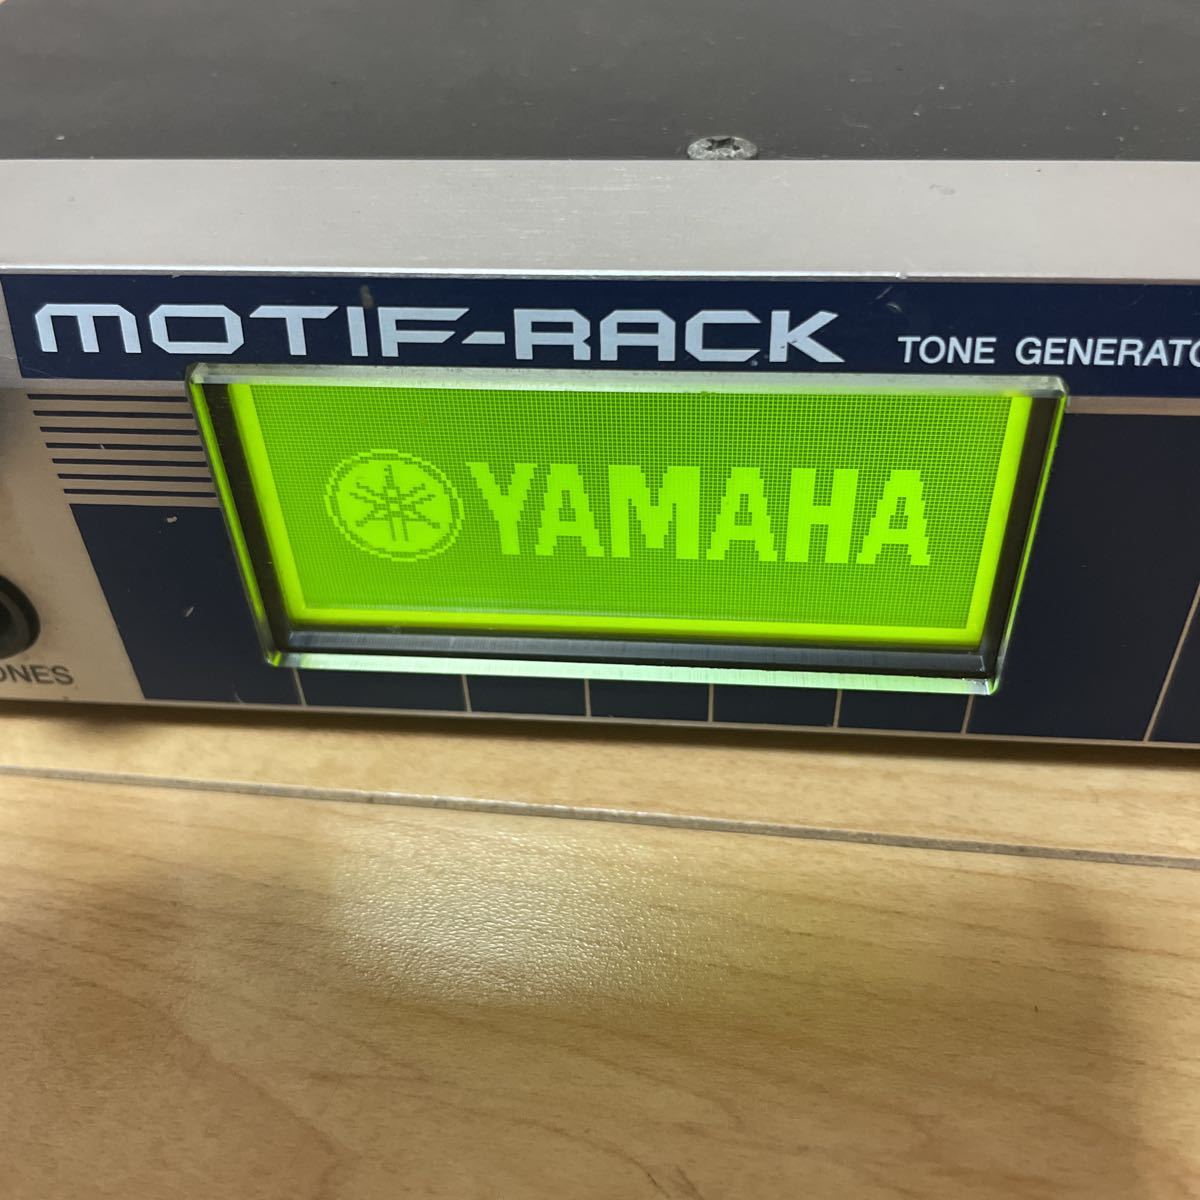 MOTIF-RACK TONE GENERATO
YAMAHA
ONES